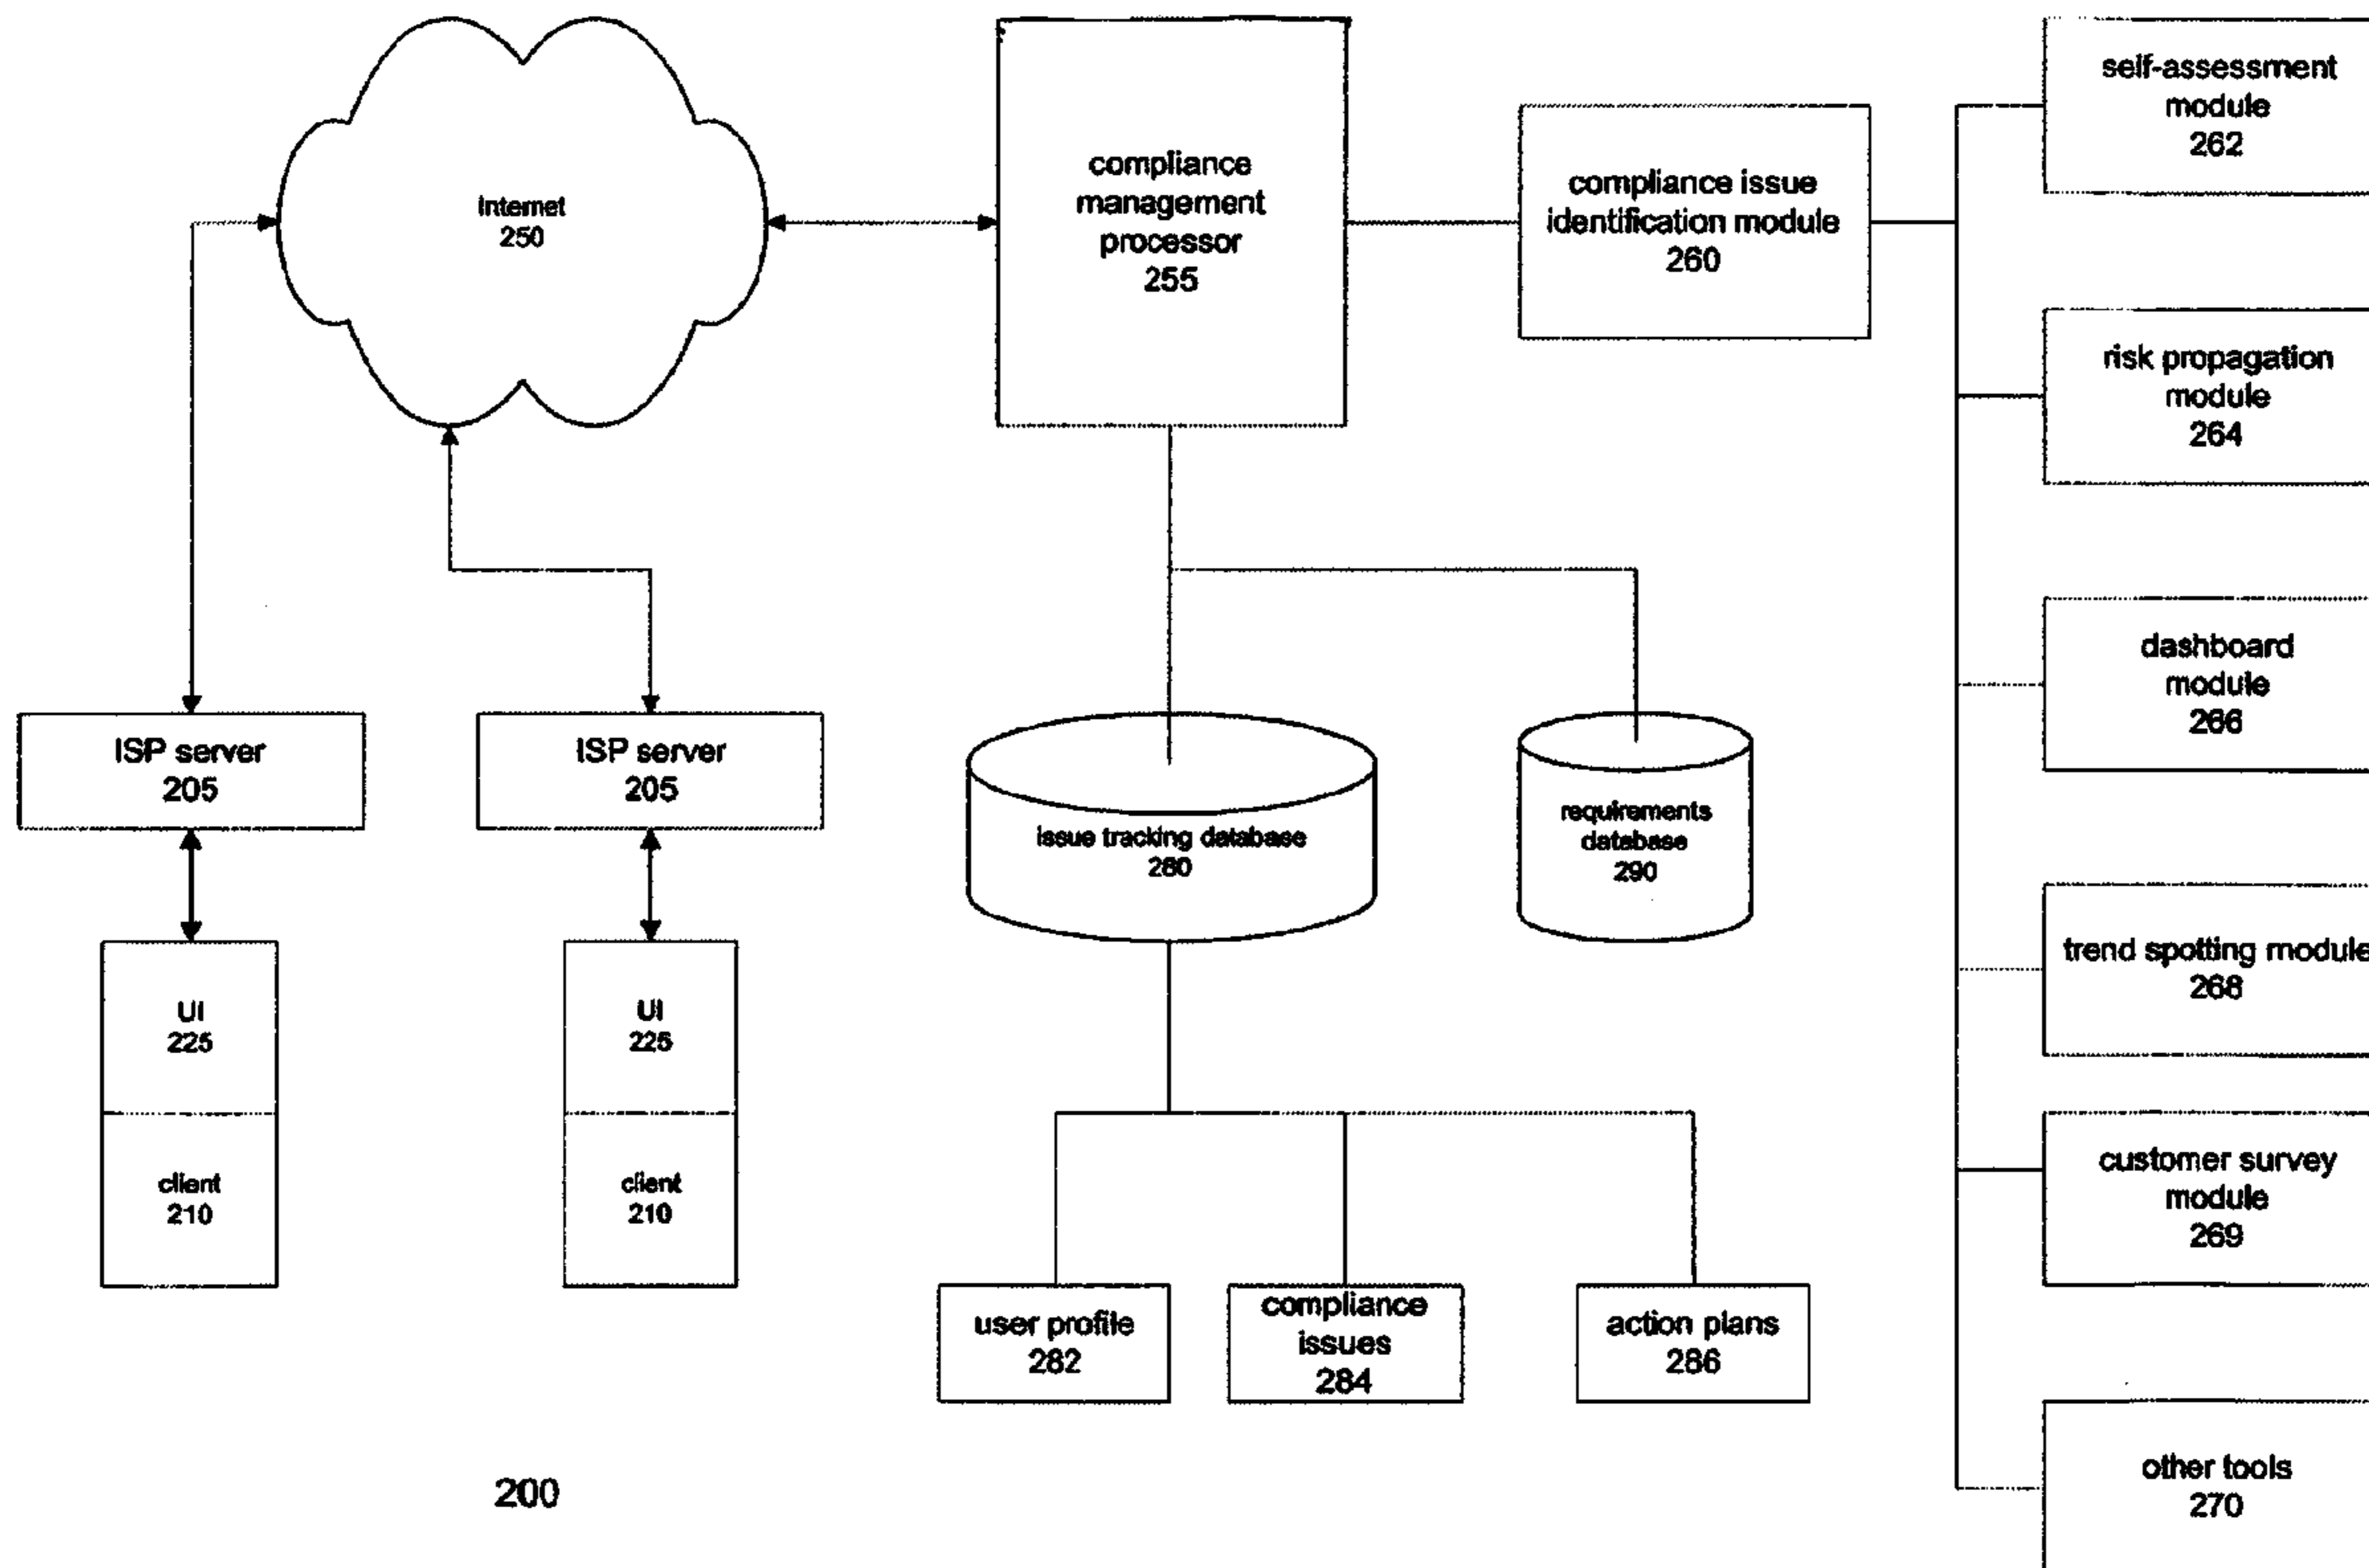 Internet
250
compliance
management
processor
255
compliance issue
identification module
260
self-assessment
module
262
risk propagation
module
264
dashboard
module
266
trend spotting module
268
customer survey
module
269
other tools
270
ISP server
205
ISP server
205
UI
225
client
210
UI
225
client
210
issue tracking database
280
requirements
database
290
user profile
282
compliance
issues
284
action plans
286
200